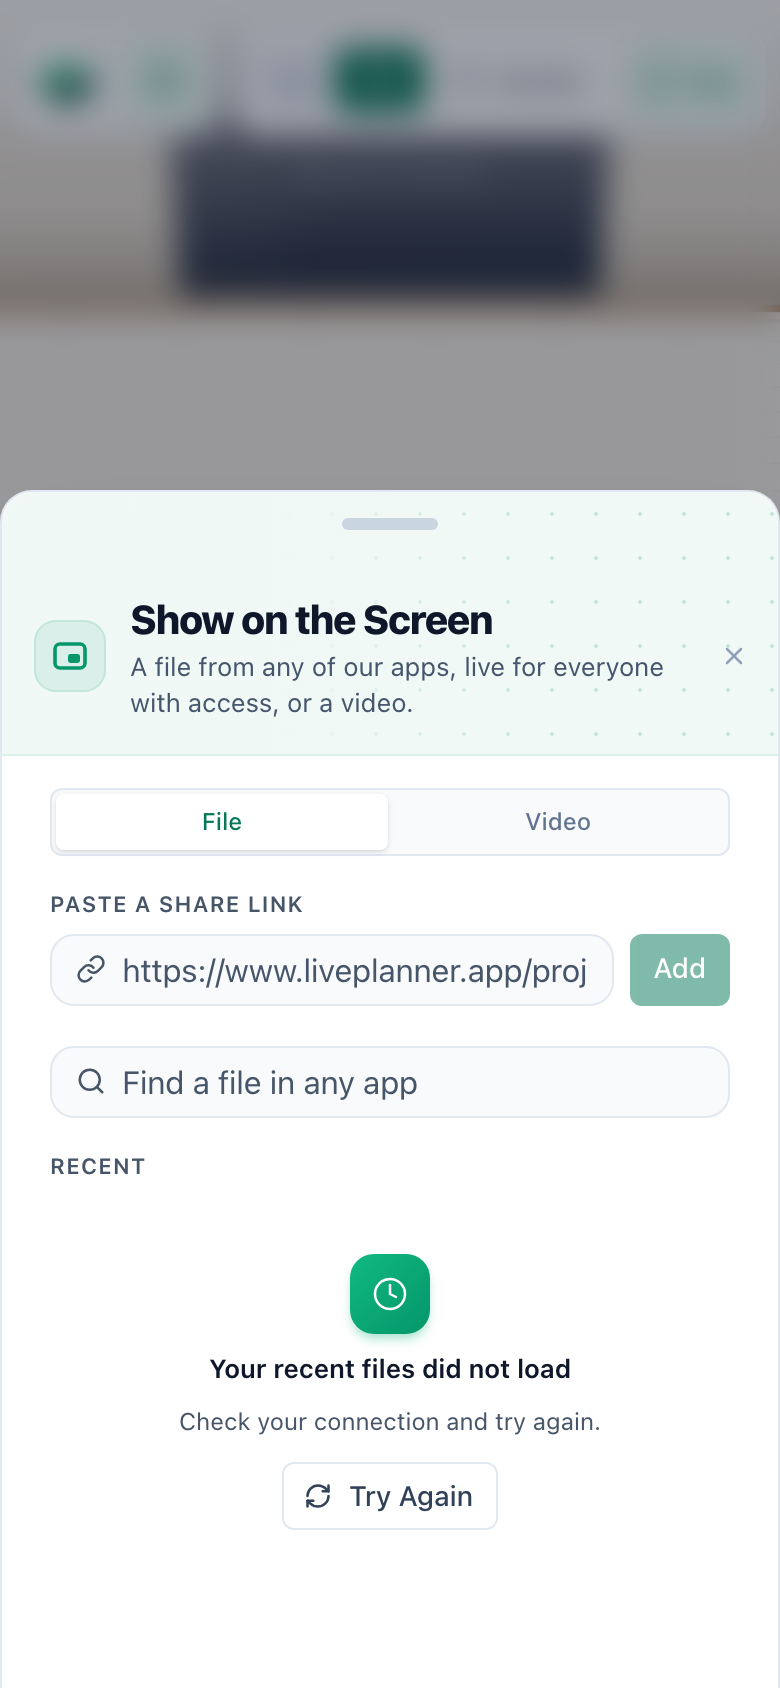 Show on the Screen
A file from any of our apps, live for everyone
with access, or a video.
File
Video
PASTE A SHARE LINK
https://www.liveplanner.app/proj
Add
Find a file in any app
RECENT
Your recent files did not load
Check your connection and try again.
Try Again